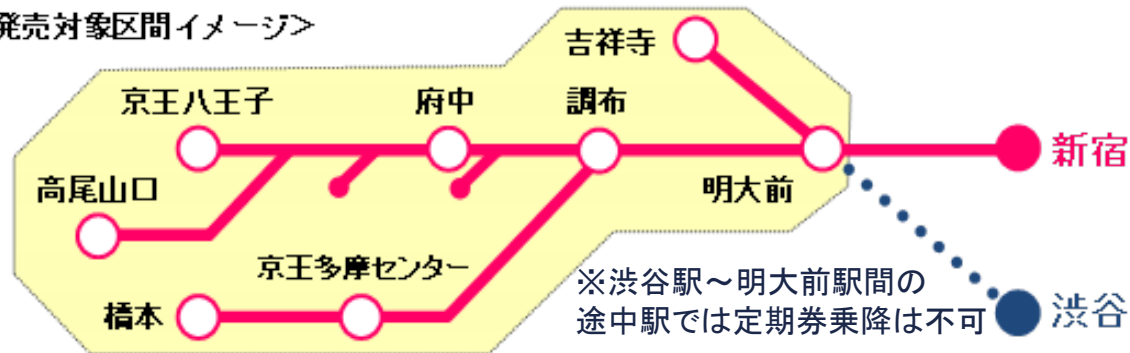 発売対象区間イメージ>
吉祥寺
京王八王子
府中
調布
新宿
高尾山口
明大前
京王多摩センター
※渋谷駅～明大前駅間の
途中駅では定期券乗降は不可
橋本
渋谷